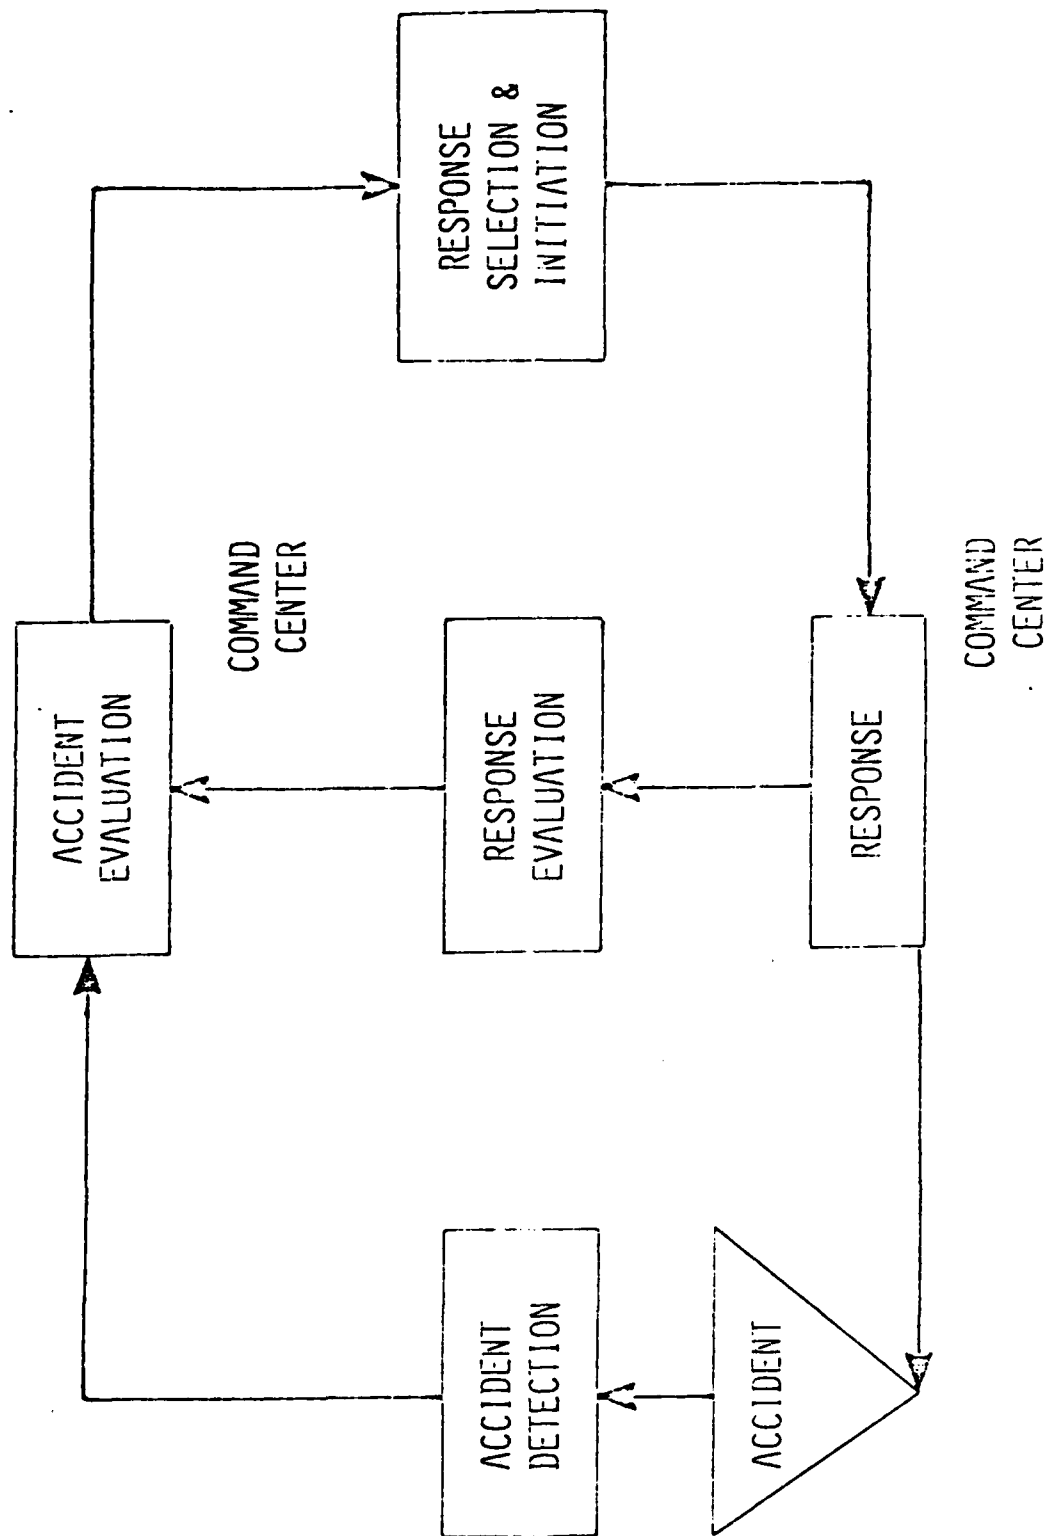 ACCIDENT
EVALUATION
COMMAND
CENTER
ACCIDENT
DETECTION
RESPONSE
EVALUATION
RESPONSE
SELECTION &
INITIATION
ACCIDENT
RESPONSE
COMMAND
CENTER